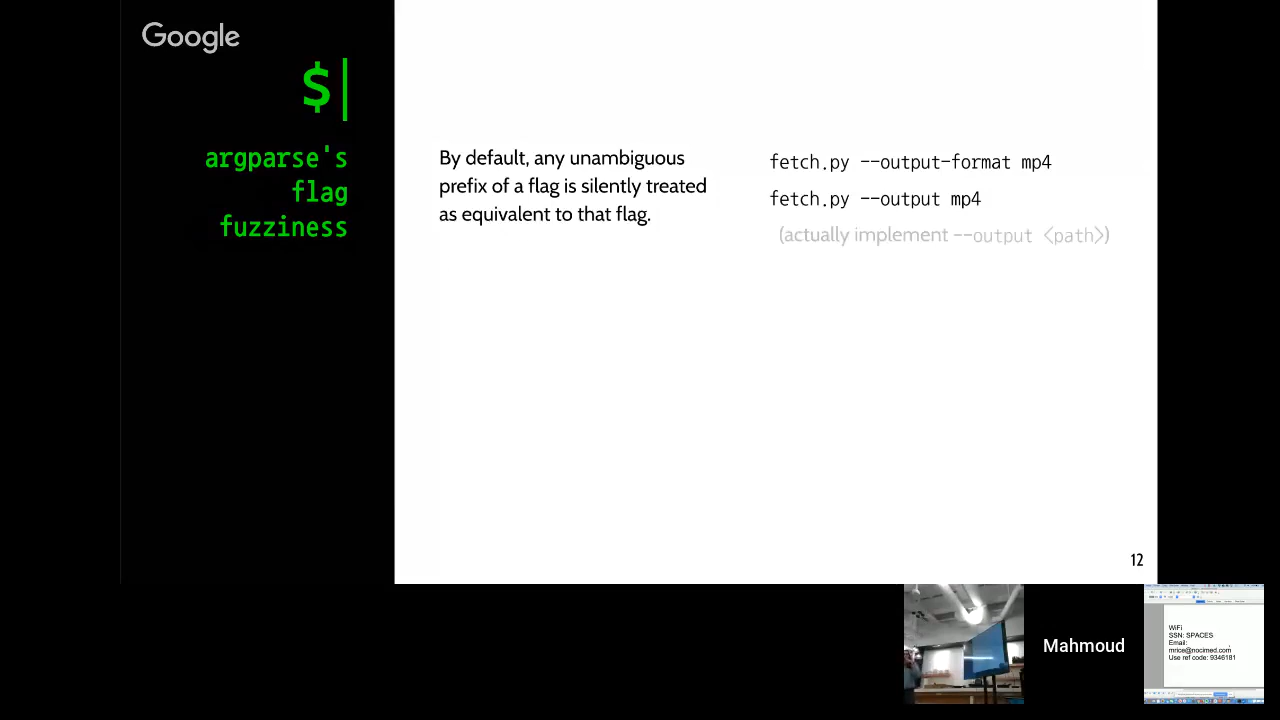 Google
$
argparse's
flag
fuzziness
By default, any unambiguous
prefix of a flag is silently treated
as equivalent to that flag.
fetch.py --output-format mp4
fetch.py --output mp4
(actually implement --output <path>)
12
Mahmoud
WiFi
SSN: SPACES
Email:
mrice@nocimed.com
Use ref code: 9346181